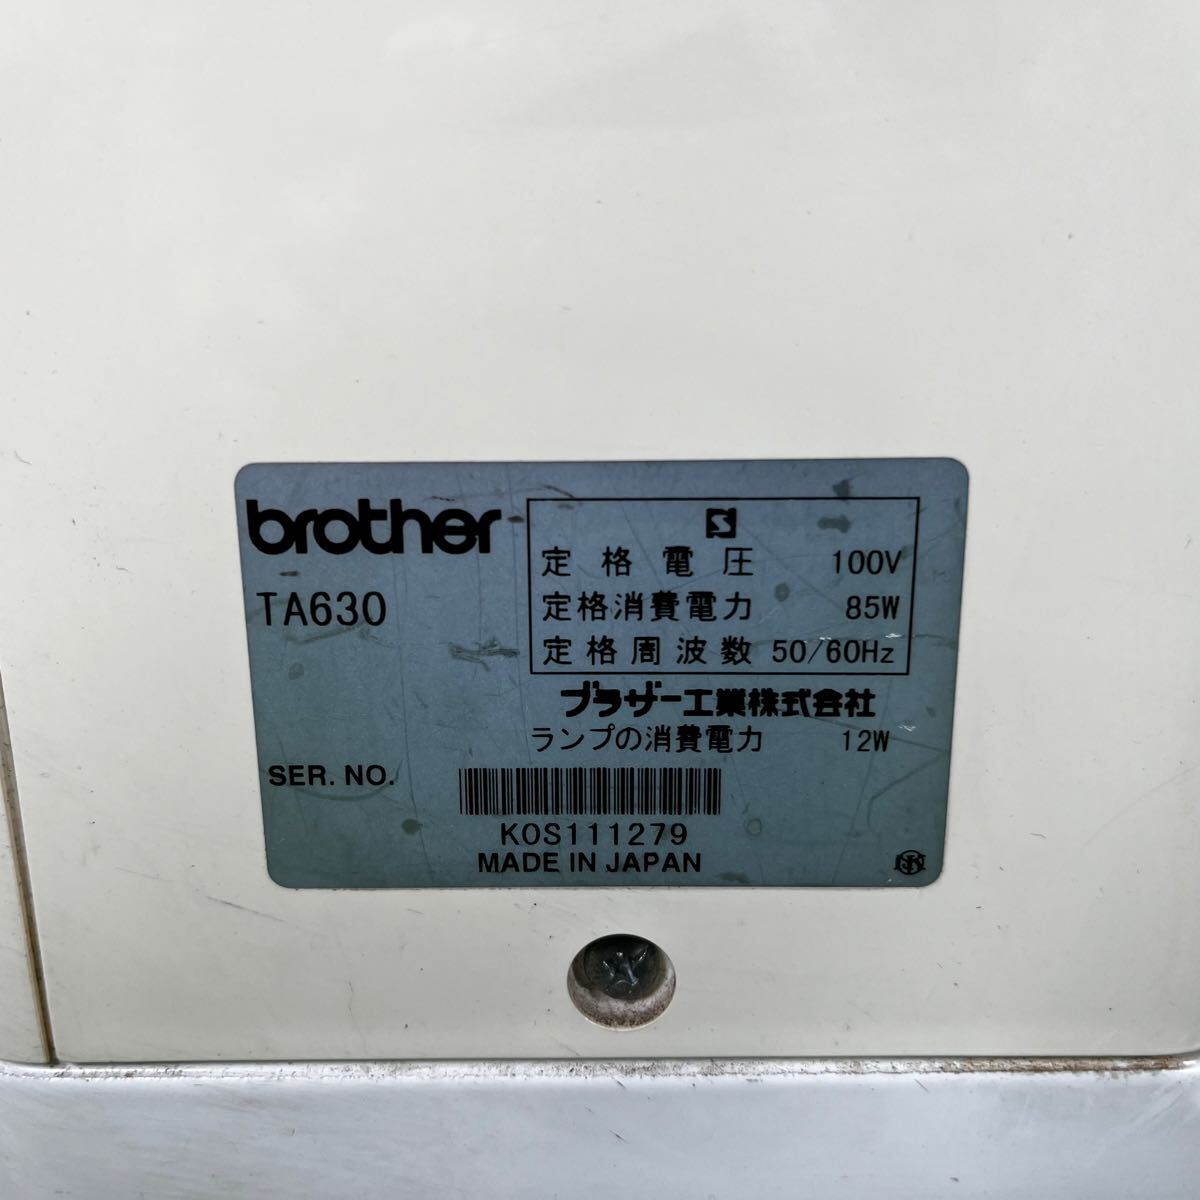 brother
TA630
定格電圧 100V
定格消費電力 85W
定格周波数 50/60Hz
ブラザー工業株式会社
ランプの消費電力 12W
SER. NO.
K0S111279
MADE IN JAPAN